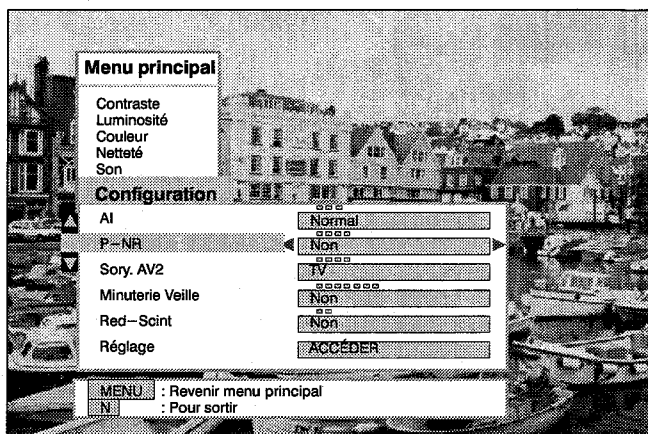 Menu principal
Contraste
Luminosité
Couleur
Netteté
Son
Configuration
AI Normal
P-NR Non
Sory. AV2 TV
Minuterie Veille Non
Red-Scint Non
Réglage ACCÉDER
MENU : Revenir menu principal
N : Pour sortir